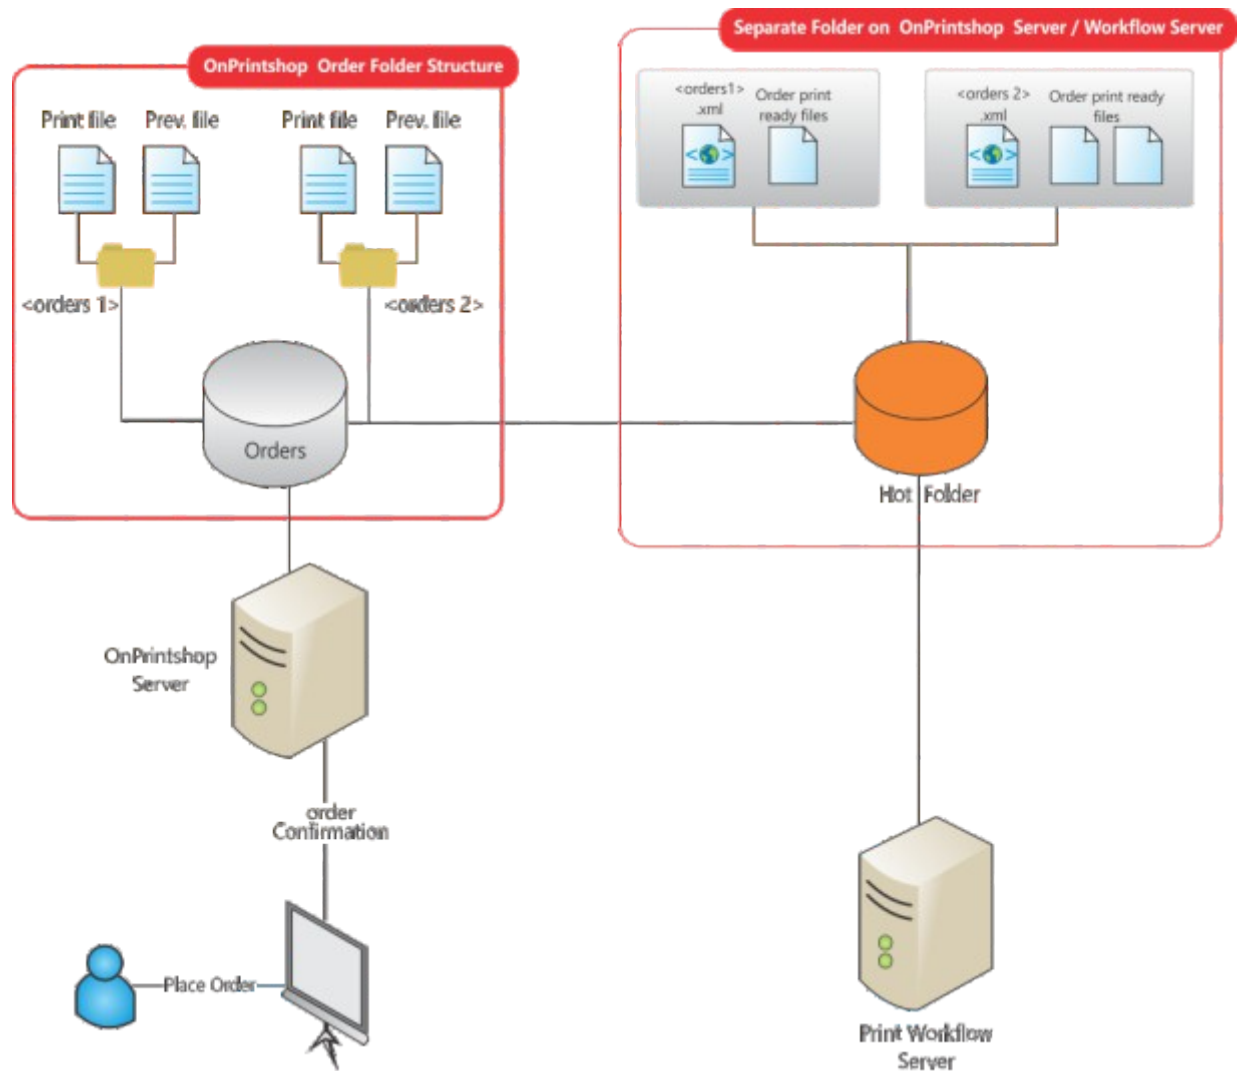 Separate Folder on OnPrintshop Server / Workflow Server
OnPrintshop Order Folder Structure
Print file
Prev. file
Print file
Prev. file
<orders 1>
<orders 2>
Orders
<orders1>
.xml
Order print
ready files
<orders 2>
.xml
Order print ready
files
Hot Folder
OnPrintshop
Server
order
Confirmation
Place Order
Print Workflow
Server